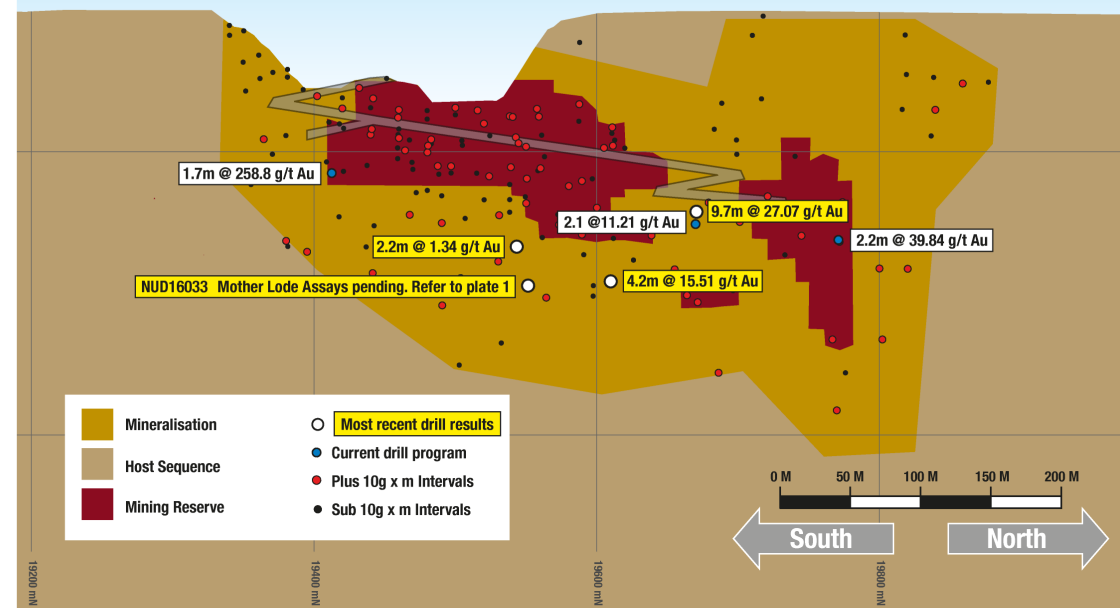 1.7m @ 258.8 g/t Au
9.7m @ 27.07 g/t Au
2.1 @11.21 g/t Au
2.2m @ 39.84 g/t Au
2.2m @ 1.34 g/t Au
4.2m @ 15.51 g/t Au
NUD16033 Mother Lode Assays pending. Refer to plate 1
Mineralisation
Host Sequence
Mining Reserve
Most recent drill results
Current drill program
Plus 10g x m Intervals
Sub 10g x m Intervals
0 M 50 M 100 M 150 M 200 M
South
North
19200 mN
19400 mN
19600 mN
19800 mN